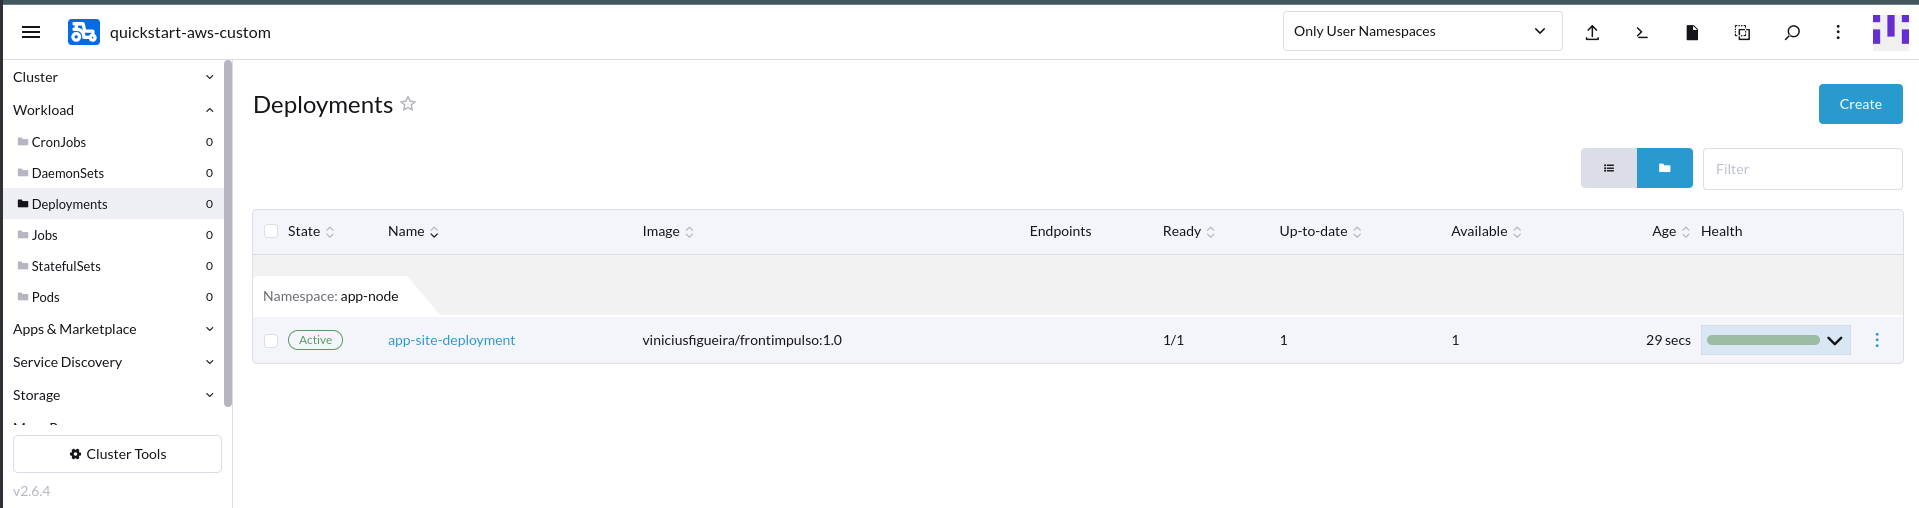 quickstart-aws-custom
Only User Namespaces
Cluster
Workload
CronJobs 0
DaemonSets 0
Deployments 0
Jobs 0
StatefulSets 0
Pods 0
Apps & Marketplace
Service Discovery
Storage
Cluster Tools
v2.6.4
Deployments
Create
Filter
State Name Image Endpoints Ready Up-to-date Available Age Health
Namespace: app-node
Active app-site-deployment viniciusfigueira/frontimpulso:1.0 1/1 1 1 29 secs